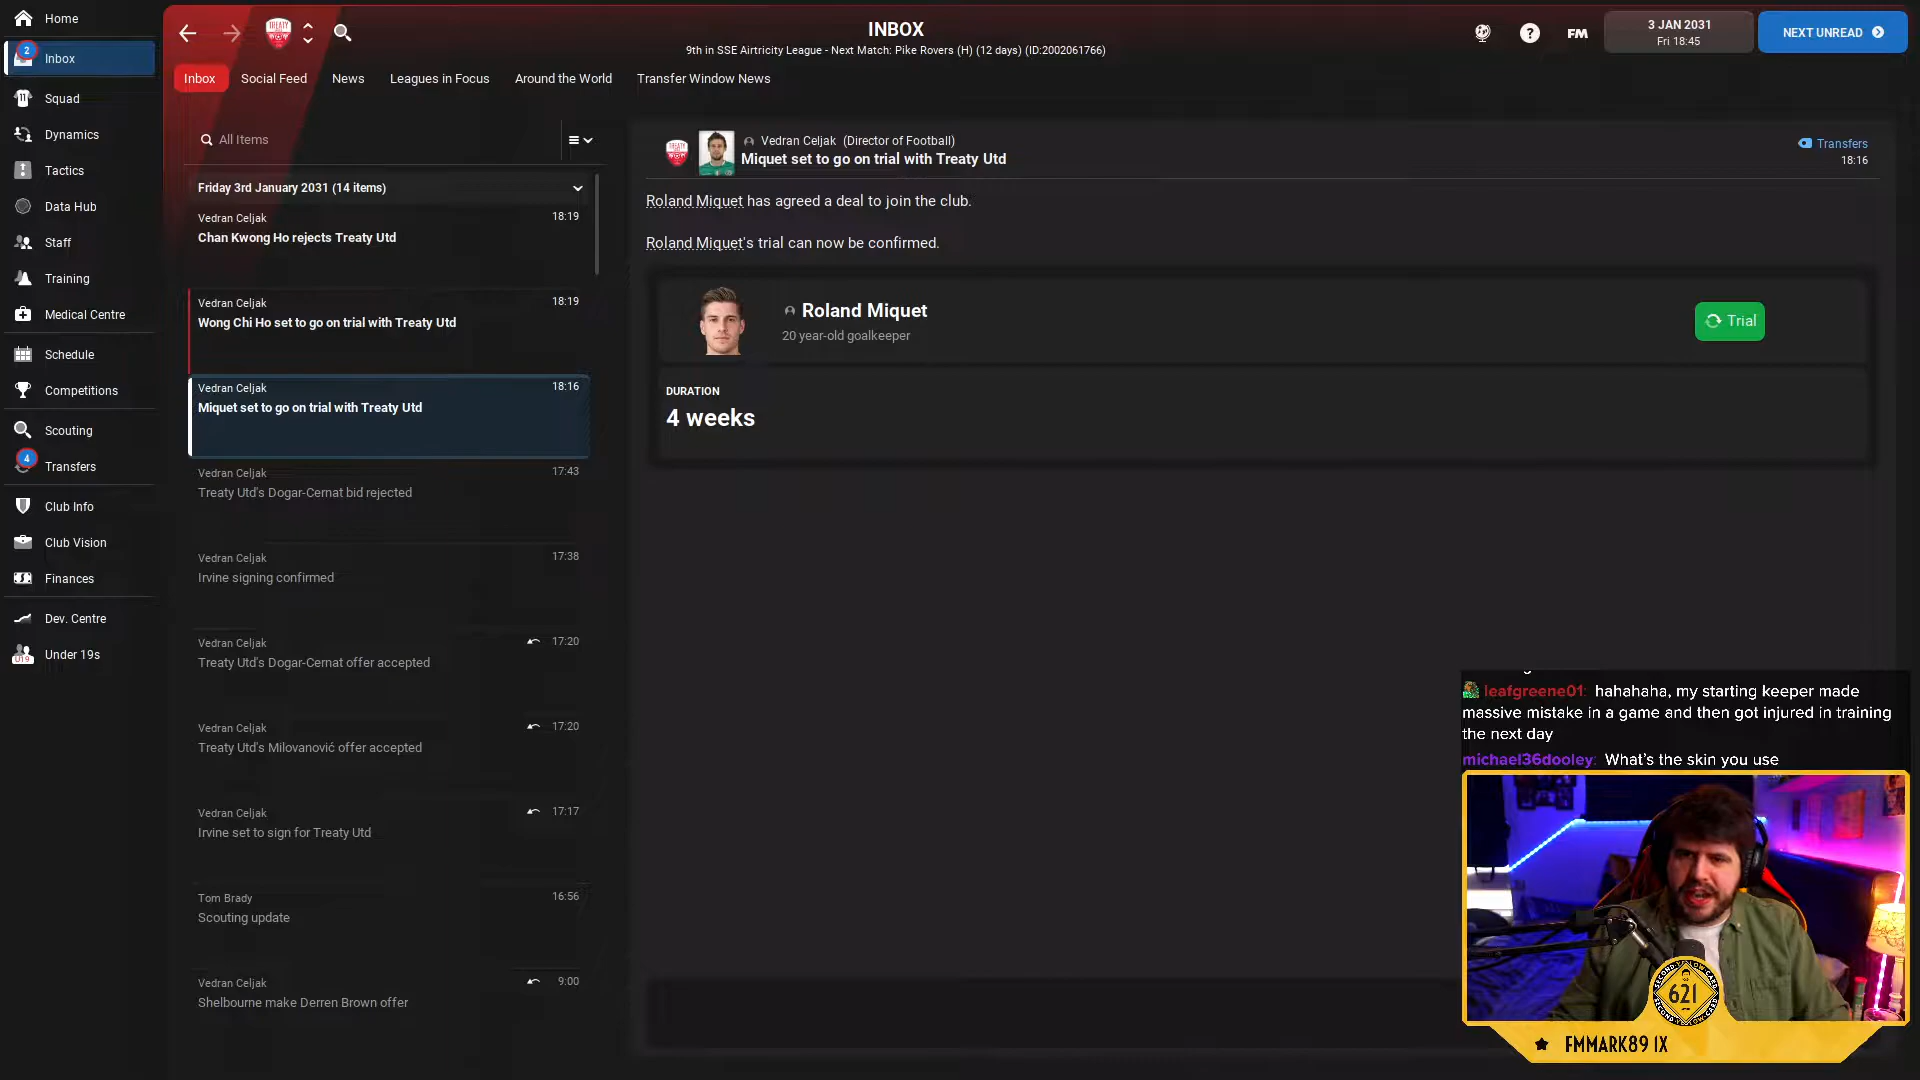 Home
2
Inbox
Squad
Dynamics
Tactics
Data Hub
Staff
Training
Medical Centre
Schedule
Competitions
Scouting
4
Transfers
Club Info
Club Vision
Finances
Dev. Centre
U19
Under 19s
TREATY
INBOX
9th in SSE Airtricity League - Next Match: Pike Rovers (H) (12 days) (ID:2002061766)
?
FM
3 JAN 2031
Fri 18:45
NEXT UNREAD
Inbox
Social Feed
News
Leagues in Focus
Around the World
Transfer Window News
All Items
Friday 3rd January 2031 (14 items)
Vedran Celjak 18:19
Chan Kwong Ho rejects Treaty Utd
Vedran Celjak 18:19
Wong Chi Ho set to go on trial with Treaty Utd
Vedran Celjak 18:16
Miquet set to go on trial with Treaty Utd
Vedran Celjak 17:43
Treaty Utd's Dogar-Cernat bid rejected
Vedran Celjak 17:38
Irvine signing confirmed
Vedran Celjak 17:20
Treaty Utd's Dogar-Cernat offer accepted
Vedran Celjak 17:20
Treaty Utd's Milovanović offer accepted
Vedran Celjak 17:17
Irvine set to sign for Treaty Utd
Tom Brady 16:56
Scouting update
Vedran Celjak 9:00
Shelbourne make Derren Brown offer
TREATY
Vedran Celjak (Director of Football)
Miquet set to go on trial with Treaty Utd
Transfers
18:16
Roland Miquet has agreed a deal to join the club.
Roland Miquet's trial can now be confirmed.
Roland Miquet
20 year-old goalkeeper
Trial
DURATION
4 weeks
leafgreene01: hahahaha, my starting keeper made
massive mistake in a game and then got injured in training
the next day
michael36dooley: What's the skin you use
SECOND YELLOW CARD
621
FMMARK89 IX